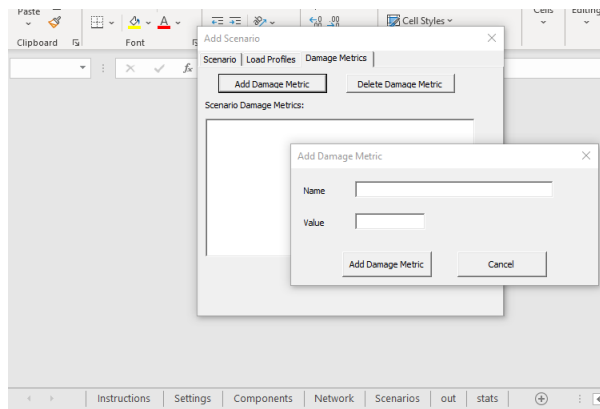 Paste
Cells
Editing
Cell Styles
Clipboard
Font
Add Scenario
Scenario
Load Profiles
Damage Metrics
fx
Add Damage Metric
Delete Damage Metric
Scenario Damage Metrics:
Add Damage Metric
Name
Value
Add Damage Metric
Cancel
Instructions
Settings
Components
Network
Scenarios
out
stats